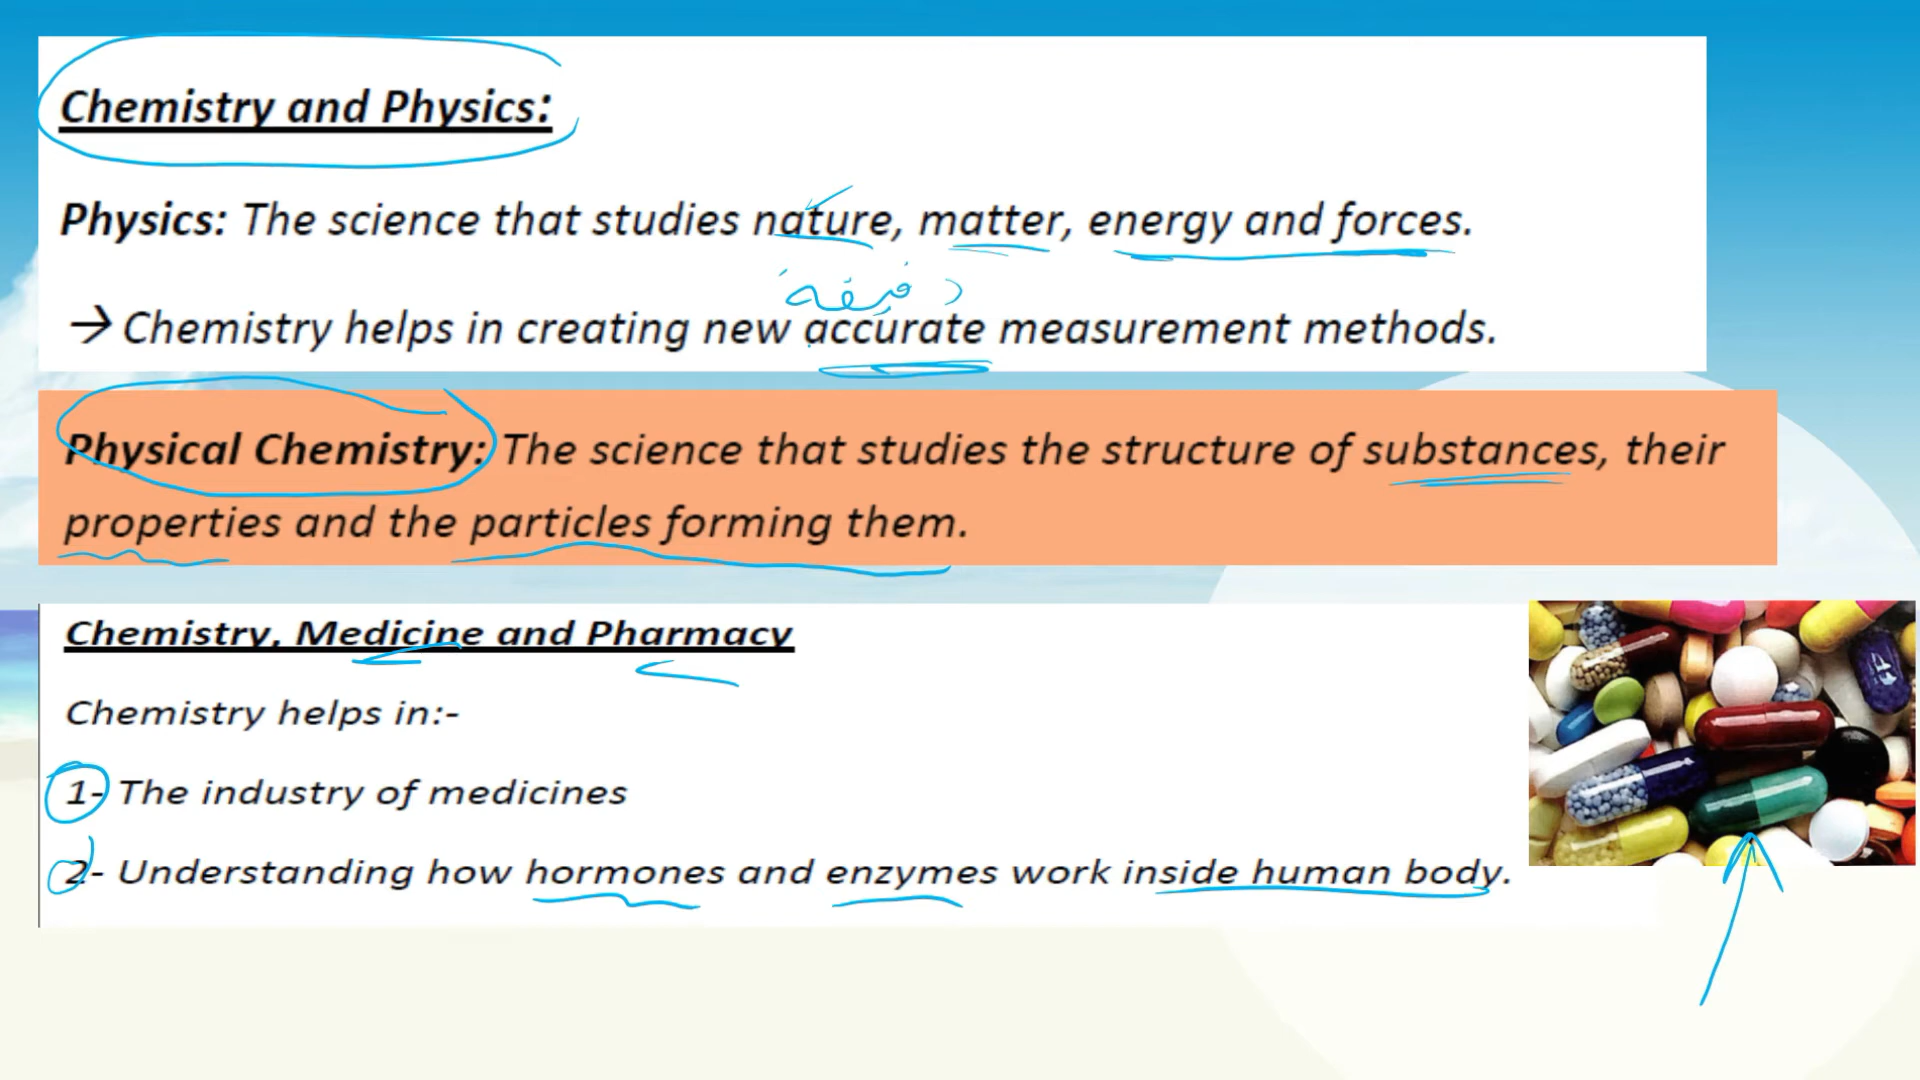 Chemistry and Physics:
Physics: The science that studies nature, matter, energy and forces.
دقيقة
→ Chemistry helps in creating new accurate measurement methods.
Physical Chemistry: The science that studies the structure of substances, their
properties and the particles forming them.
Chemistry, Medicine and Pharmacy
Chemistry helps in:-
1- The industry of medicines
2- Understanding how hormones and enzymes work inside human body.